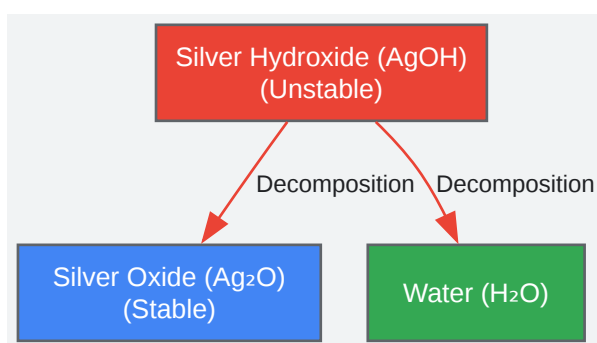 Silver Hydroxide (AgOH)
(Unstable)
Decomposition
Decomposition
Silver Oxide (Ag₂O)
(Stable)
Water (H₂O)